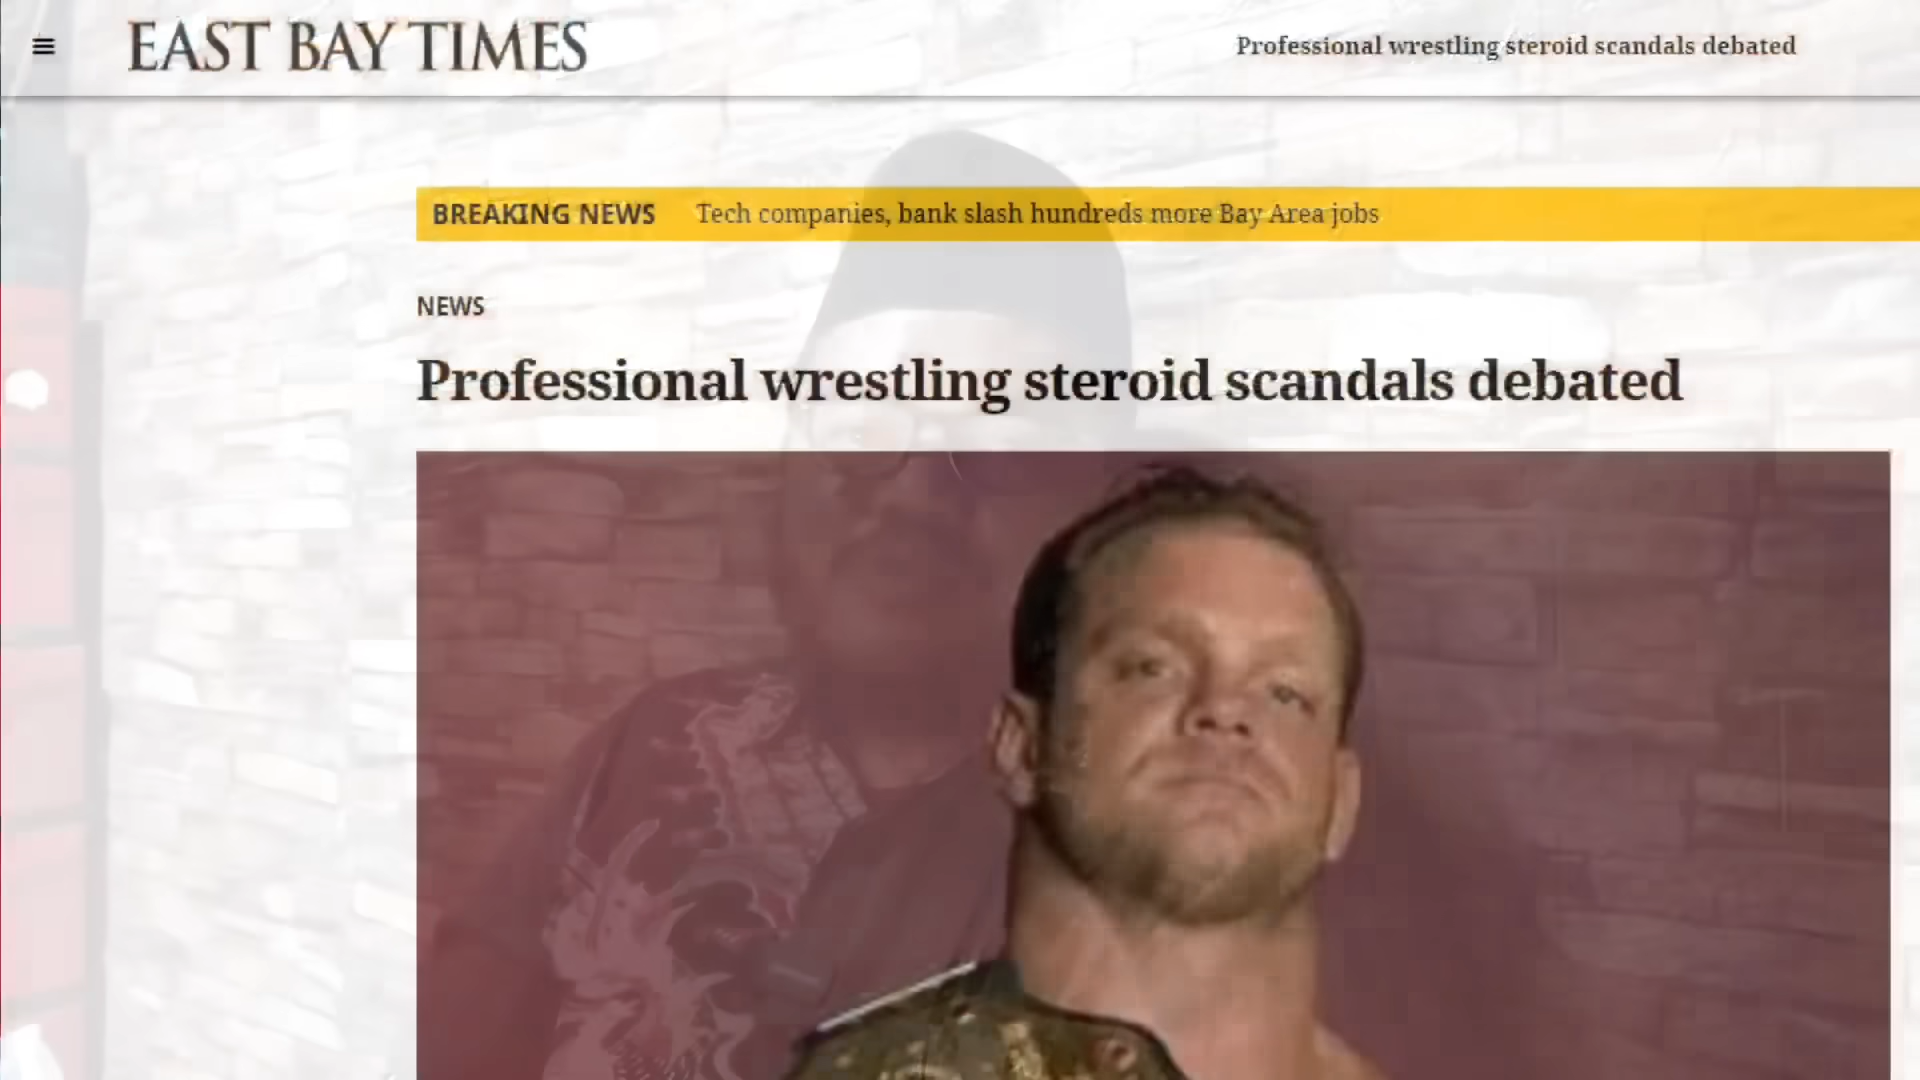 EAST BAY TIMES
Professional wrestling steroid scandals debated
BREAKING NEWS Tech companies, bank slash hundreds more Bay Area jobs
NEWS
Professional wrestling steroid scandals debated